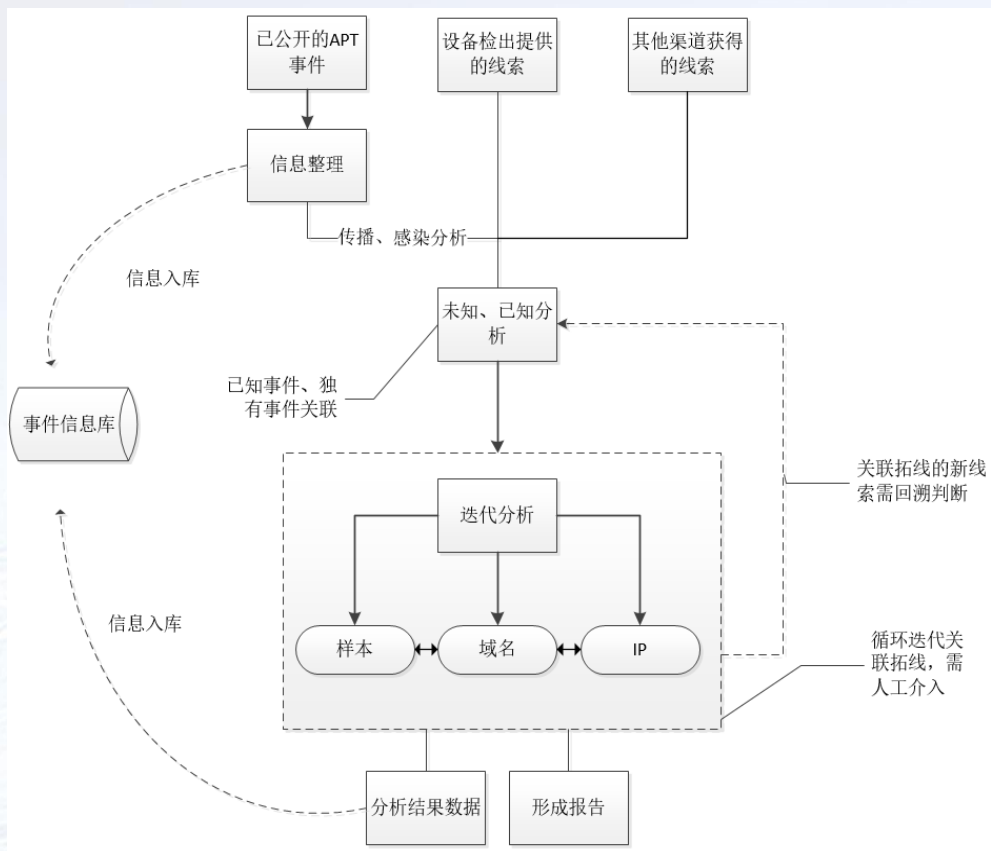 已公开的APT
事件
设备检出提供
的线索
其他渠道获得
的线索
信息整理
传播、感染分析
信息入库
未知、已知分
析
已知事件、独
有事件关联
事件信息库
关联拓线的新线
索需回溯判断
迭代分析
信息入库
样本
域名
IP
循环迭代关
联拓线，需
人工介入
分析结果数据
形成报告